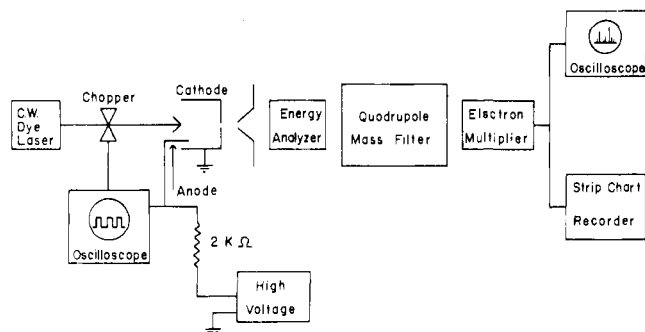 Chopper
Cathode
C.W.
Dye
Laser
Anode
Oscilloscope
2 K Ω
High
Voltage
Energy
Analyzer
Quadrupole
Mass Filter
Electron
Multiplier
Oscilloscope
Strip Chart
Recorder